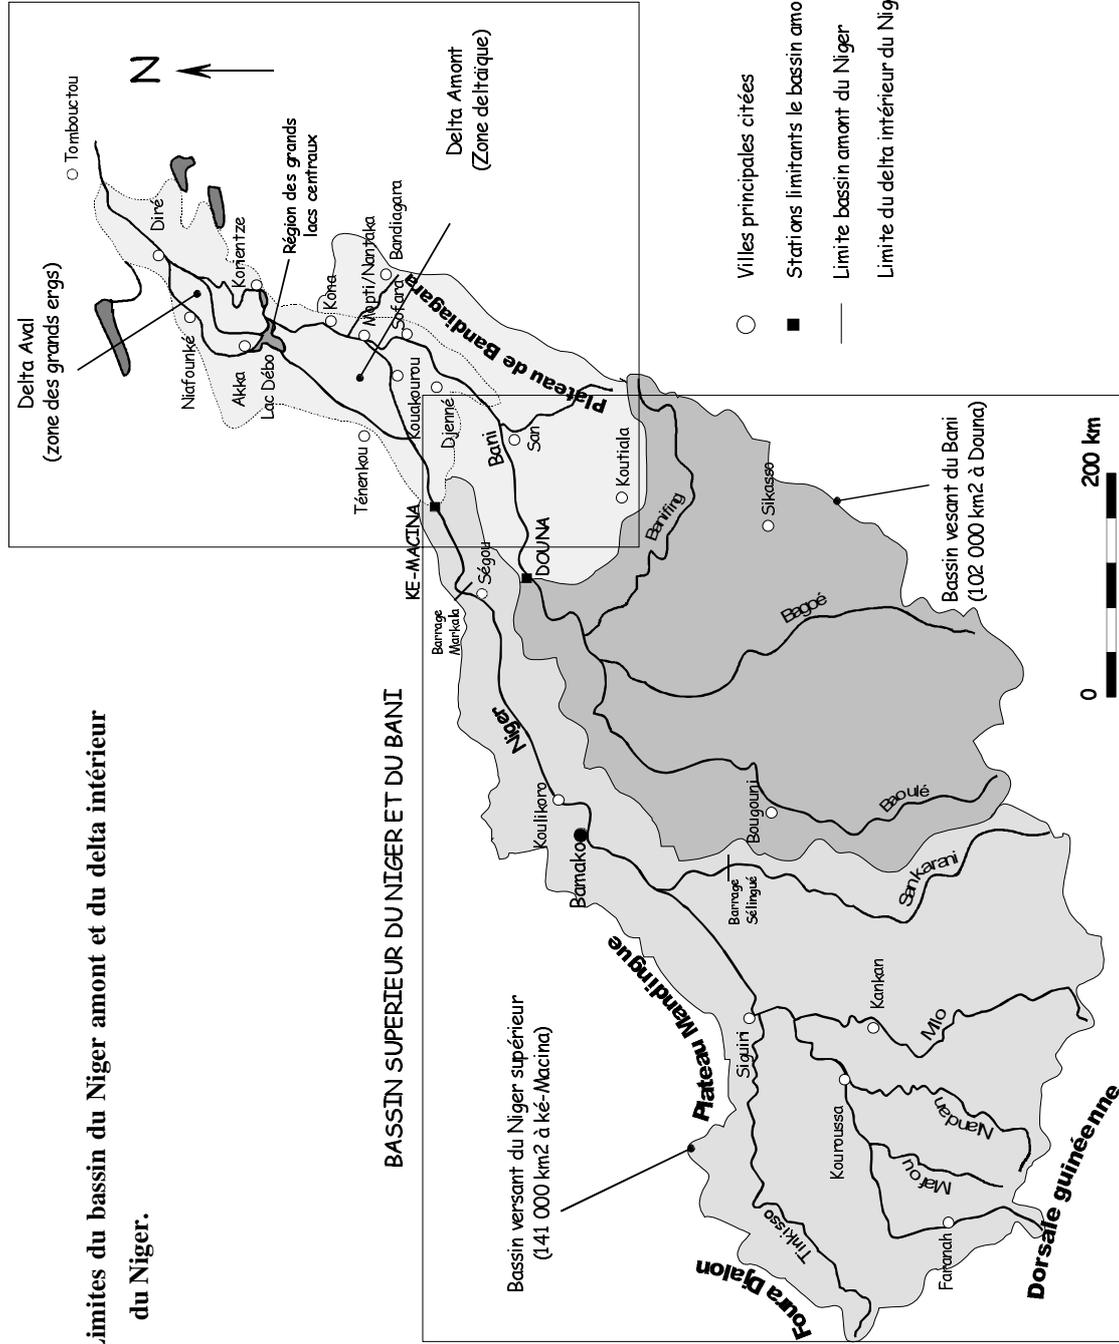 Limites du bassin du Niger amont et du delta intérieur
du Niger.
BASSIN SUPERIEUR DU NIGER ET DU BANI
Delta Aval
(zone des grands ergs)
N
Tombouctou
Diré
Korientze
Région des grands
lacs centraux
Delta Amont
(Zone deltaïque)
Niafounké
Akka
Lac Débo
Kona
Mopti/Nantaka
Sofara
Bandiagara
Plateau de Bandiagara
Ténenkou
Kouakourou
Djenné
Bani
San
Koutiala
KE-MACINA
Barrage
Markala
Ségou
DOUNA
Banifing
Sikasso
Bagoé
Bassin vesant du Bani
(102 000 km2 à Douna)
Niger
Koulikoro
Bamako
Bougouni
Baoulé
Barrage
Sélingué
Sankarani
Plateau Mandingue
Bassin versant du Niger supérieur
(141 000 km2 à ké-Macina)
Siguiri
Kankan
Mlo
Kouroussa
Nandan
Mafou
Tinkisso
Faranah
Foura Djalon
Dorsale guinéenne
0
200 km
Villes principales citées
Stations limitants le bassin amo
Limite bassin amont du Niger
Limite du delta intérieur du Nig